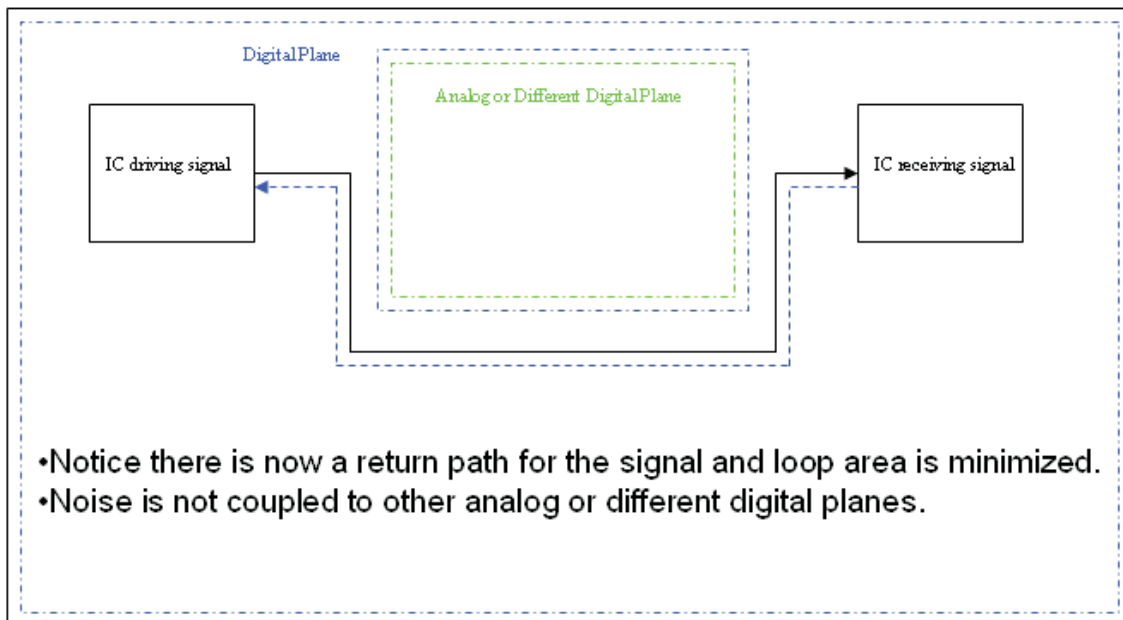 DigitalPlane
Analog or Different DigitalPlane
IC driving signal
IC receiving signal
•Notice there is now a return path for the signal and loop area is minimized.
•Noise is not coupled to other analog or different digital planes.